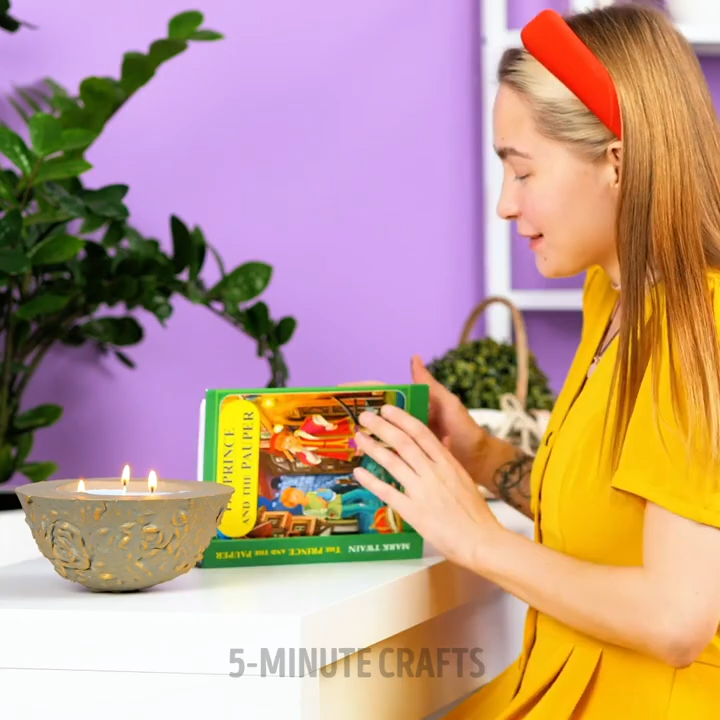 PRINCE
AND THE PAUPER
THE PRINCE AND THE PAUPER
MARK TWAIN
5-MINUTE CRAFTS